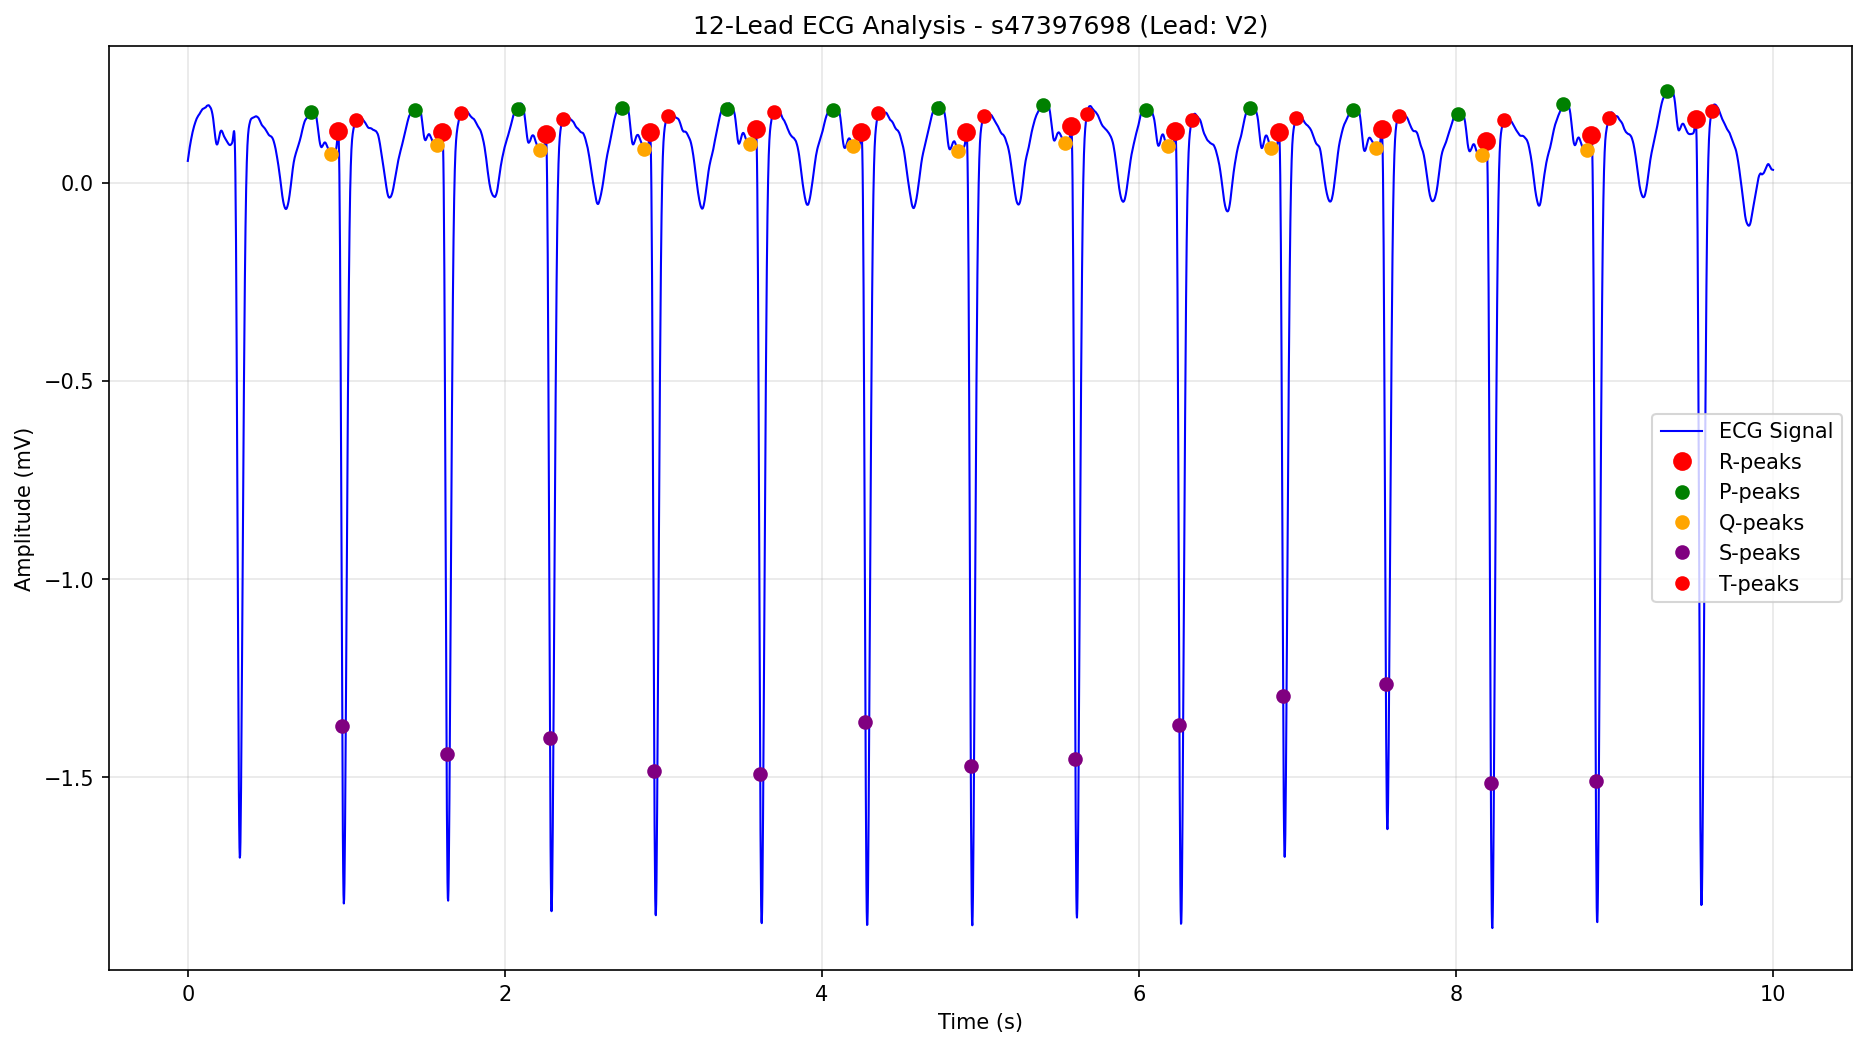 12-Lead ECG Analysis - s47397698 (Lead: V2)
Amplitude (mV)
0.0
−0.5
−1.0
−1.5
ECG Signal
R-peaks
P-peaks
Q-peaks
S-peaks
T-peaks
0 2 4 6 8 10
Time (s)